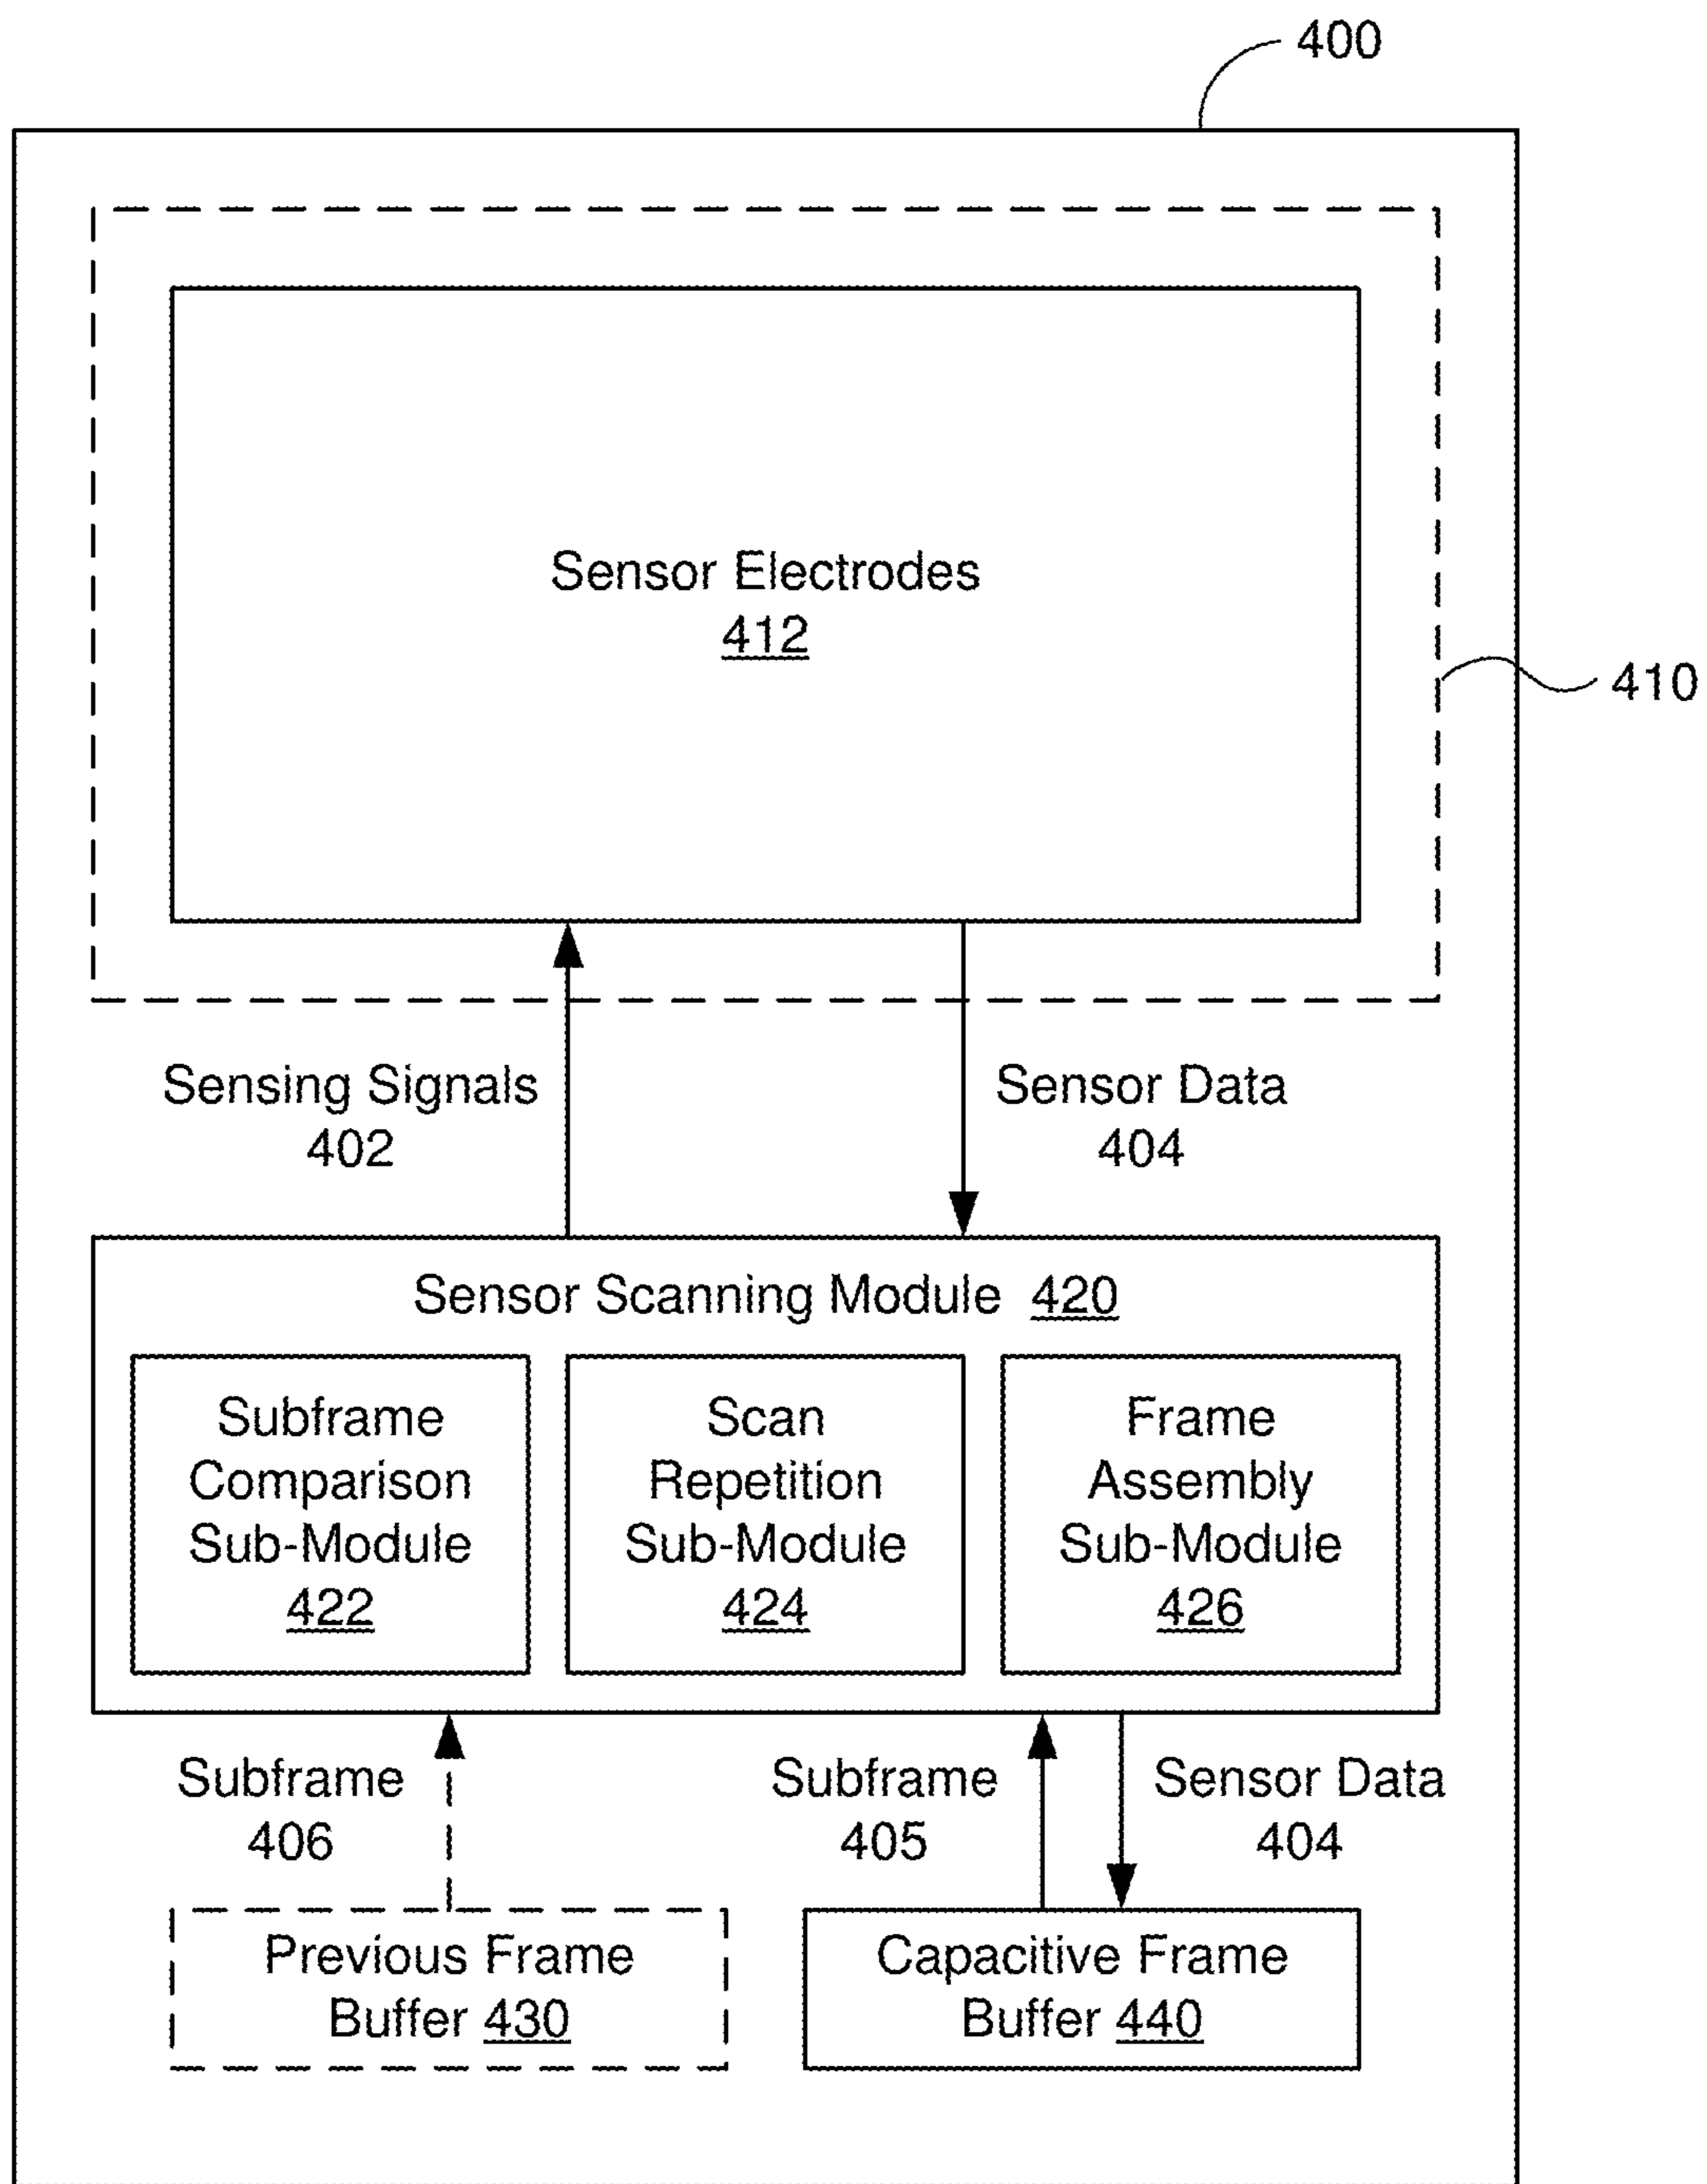 400
Sensor Electrodes
412
410
Sensing Signals
402
Sensor Data
404
Sensor Scanning Module 420
Subframe
Comparison
Sub-Module
422
Scan
Repetition
Sub-Module
424
Frame
Assembly
Sub-Module
426
Subframe
406
Subframe
405
Sensor Data
404
Previous Frame
Buffer 430
Capacitive Frame
Buffer 440